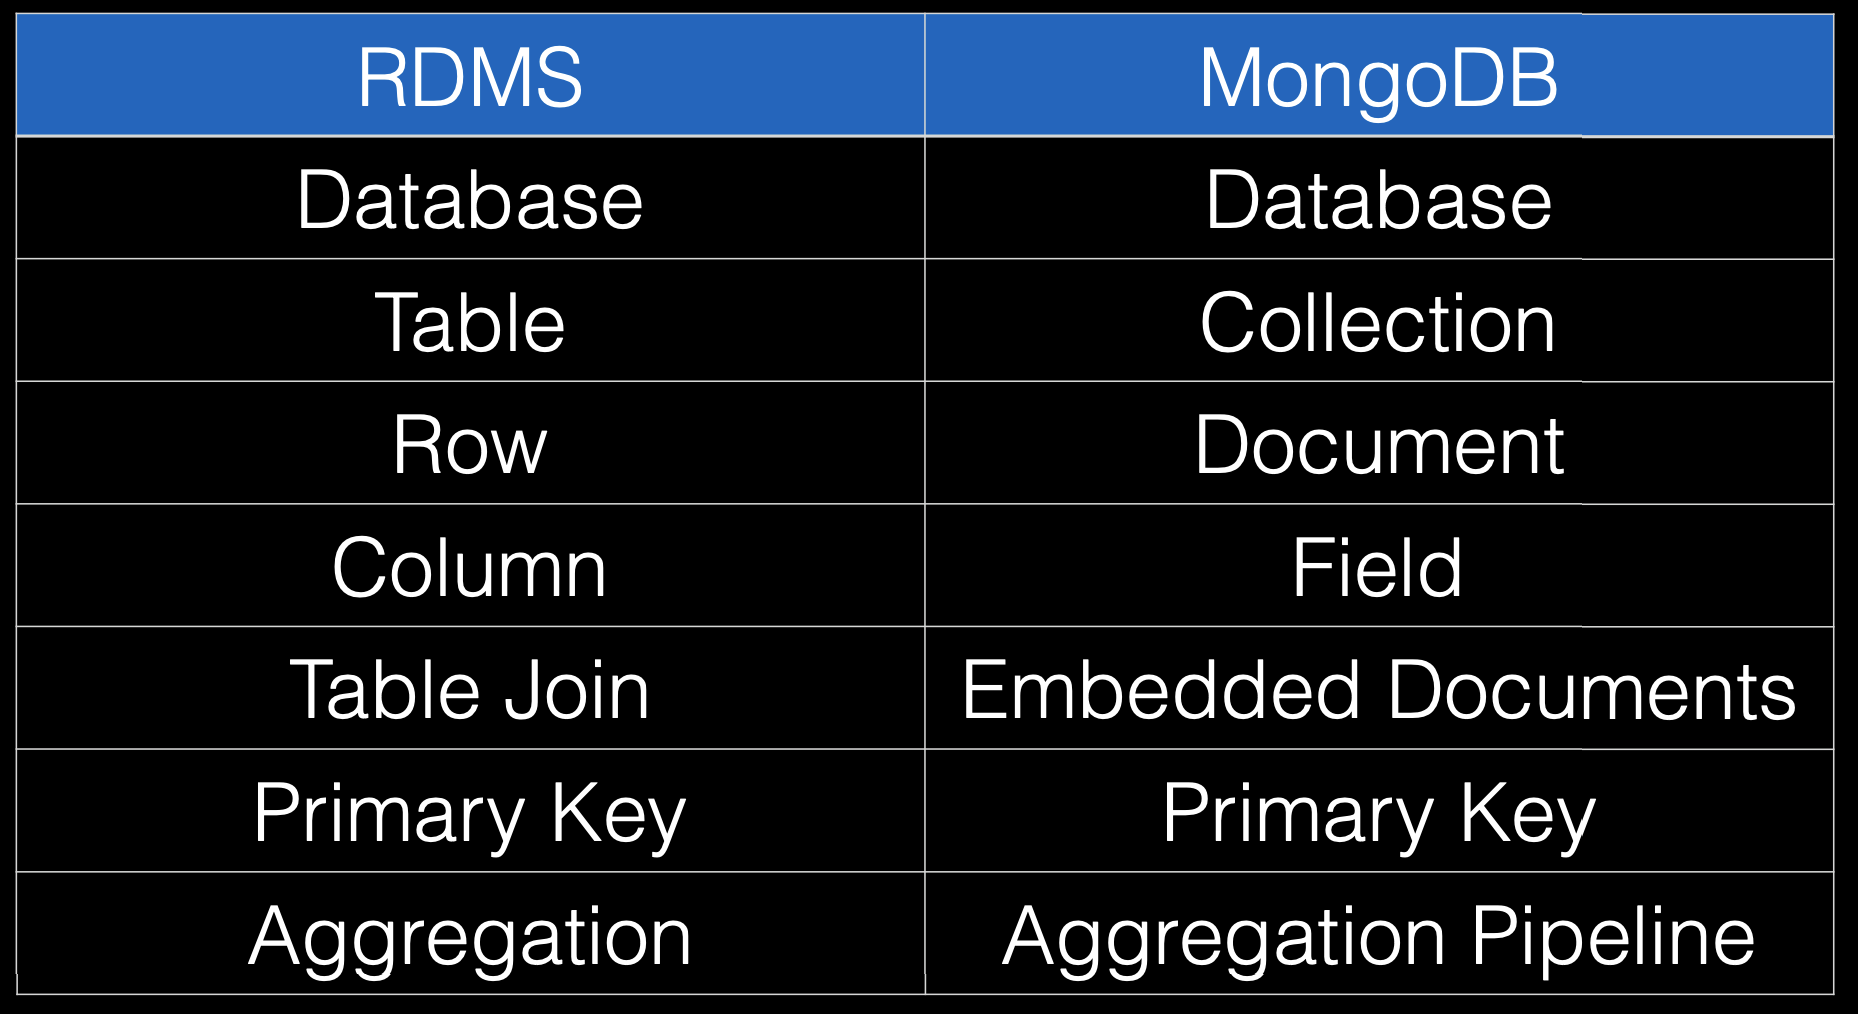 RDMS MongoDB
Database Database
Table Collection
Row Document
Column Field
Table Join Embedded Documents
Primary Key Primary Key
Aggregation Aggregation Pipeline